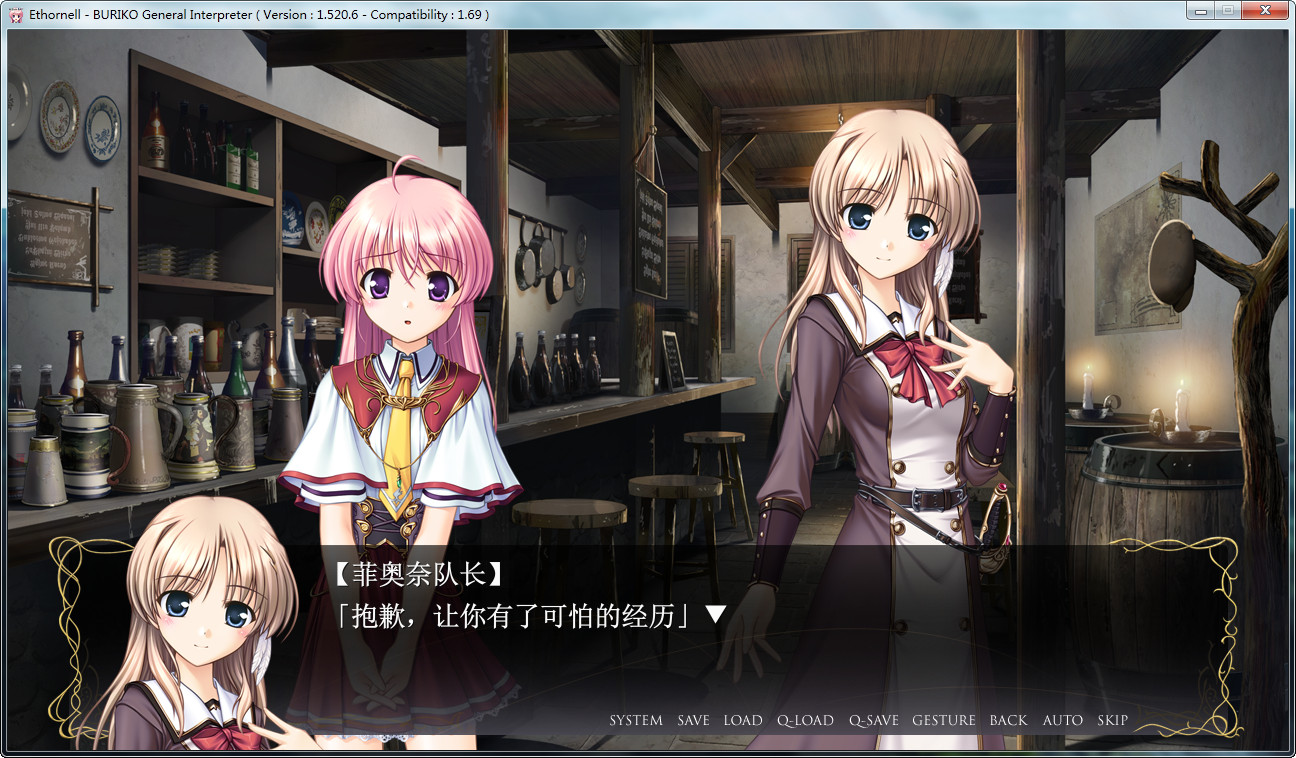 Ethornell - BURIKO General Interpreter ( Version : 1.520.6 - Compatibility : 1.69 )
【菲奥奈队长】
「抱歉，让你有了可怕的经历」▼
SYSTEM SAVE LOAD Q-LOAD Q-SAVE GESTURE BACK AUTO SKIP